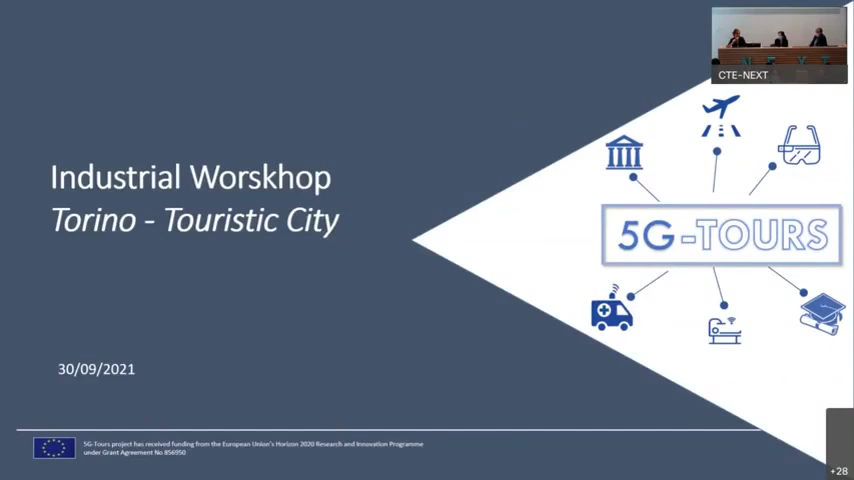 CTE-NEXT
Industrial Worskhop
Torino - Touristic City
5G-TOURS
30/09/2021
5G-Tours project has received funding from the European Union's Horizon 2020 Research and Innovation Programme
under Grant Agreement No 856950
+28